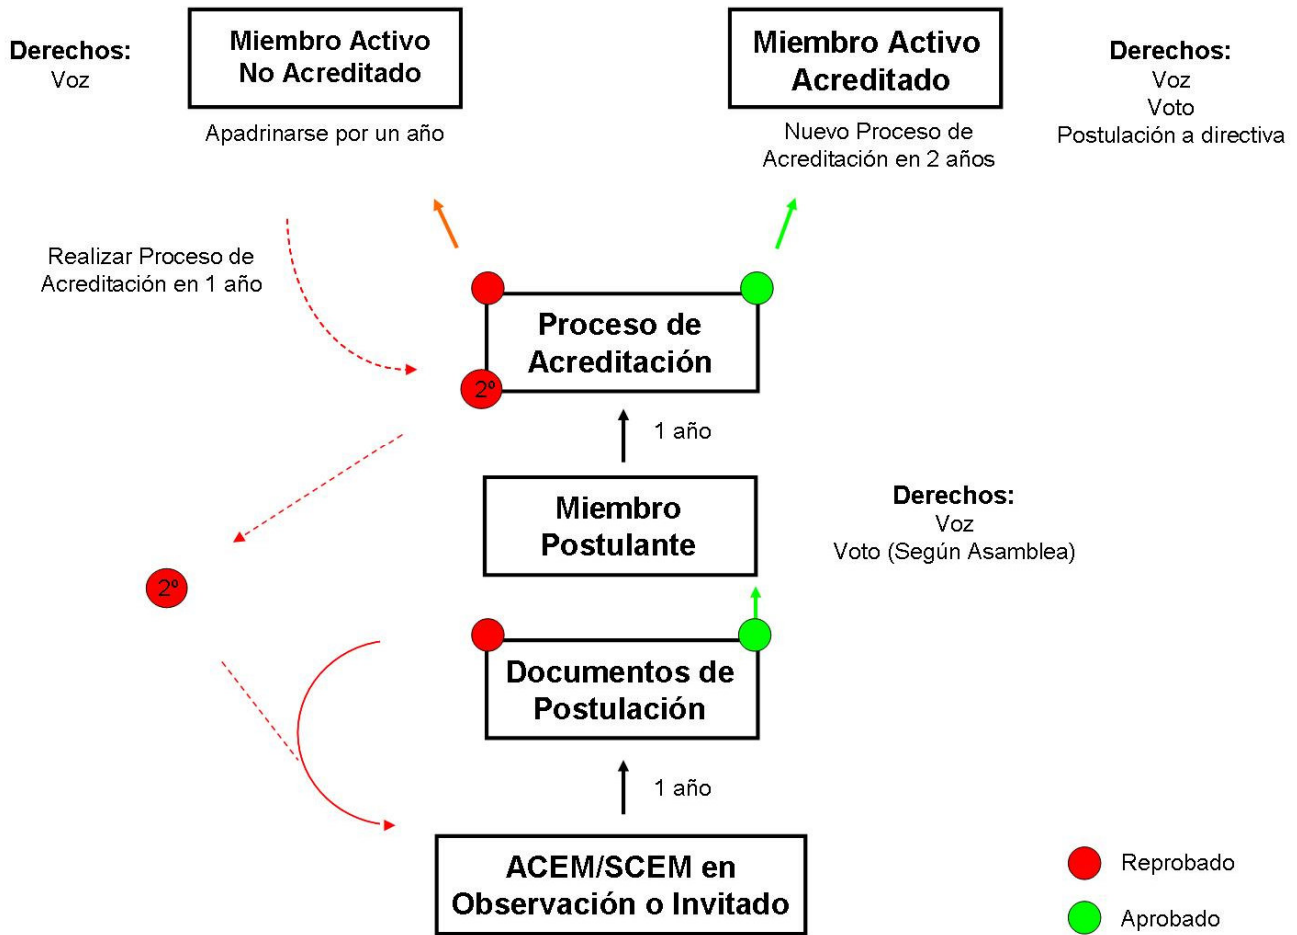 Derechos:
Voz
Miembro Activo
No Acreditado
Apadrinarse por un año
Miembro Activo
Acreditado
Nuevo Proceso de
Acreditación en 2 años
Derechos:
Voz
Voto
Postulación a directiva
Realizar Proceso de
Acreditación en 1 año
Proceso de
Acreditación
2º
1 año
Miembro
Postulante
Derechos:
Voz
Voto (Según Asamblea)
2º
Documentos de
Postulación
1 año
ACEM/SCEM en
Observación o Invitado
Reprobado
Aprobado